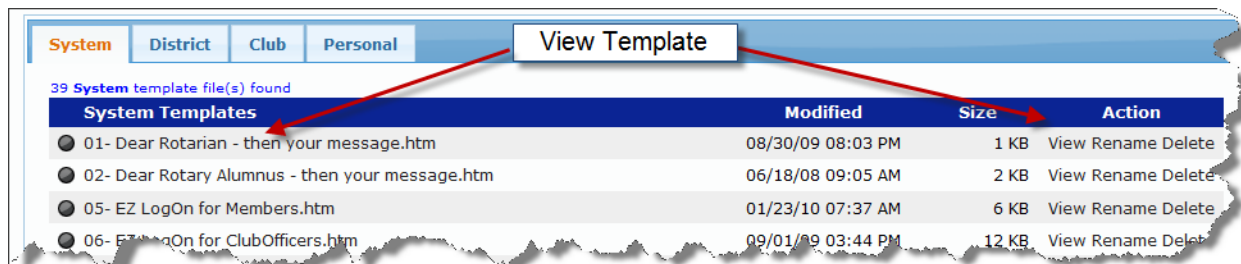 System District Club Personal View Template
39 System template file(s) found
System Templates Modified Size Action
01- Dear Rotarian - then your message.htm 08/30/09 08:03 PM 1 KB View Rename Delete
02- Dear Rotary Alumnus - then your message.htm 06/18/08 09:05 AM 2 KB View Rename Delete
05- EZ LogOn for Members.htm 01/23/10 07:37 AM 6 KB View Rename Delete
06- EZ LogOn for ClubOfficers.htm 09/01/09 03:44 PM 12 KB View Rename Delete